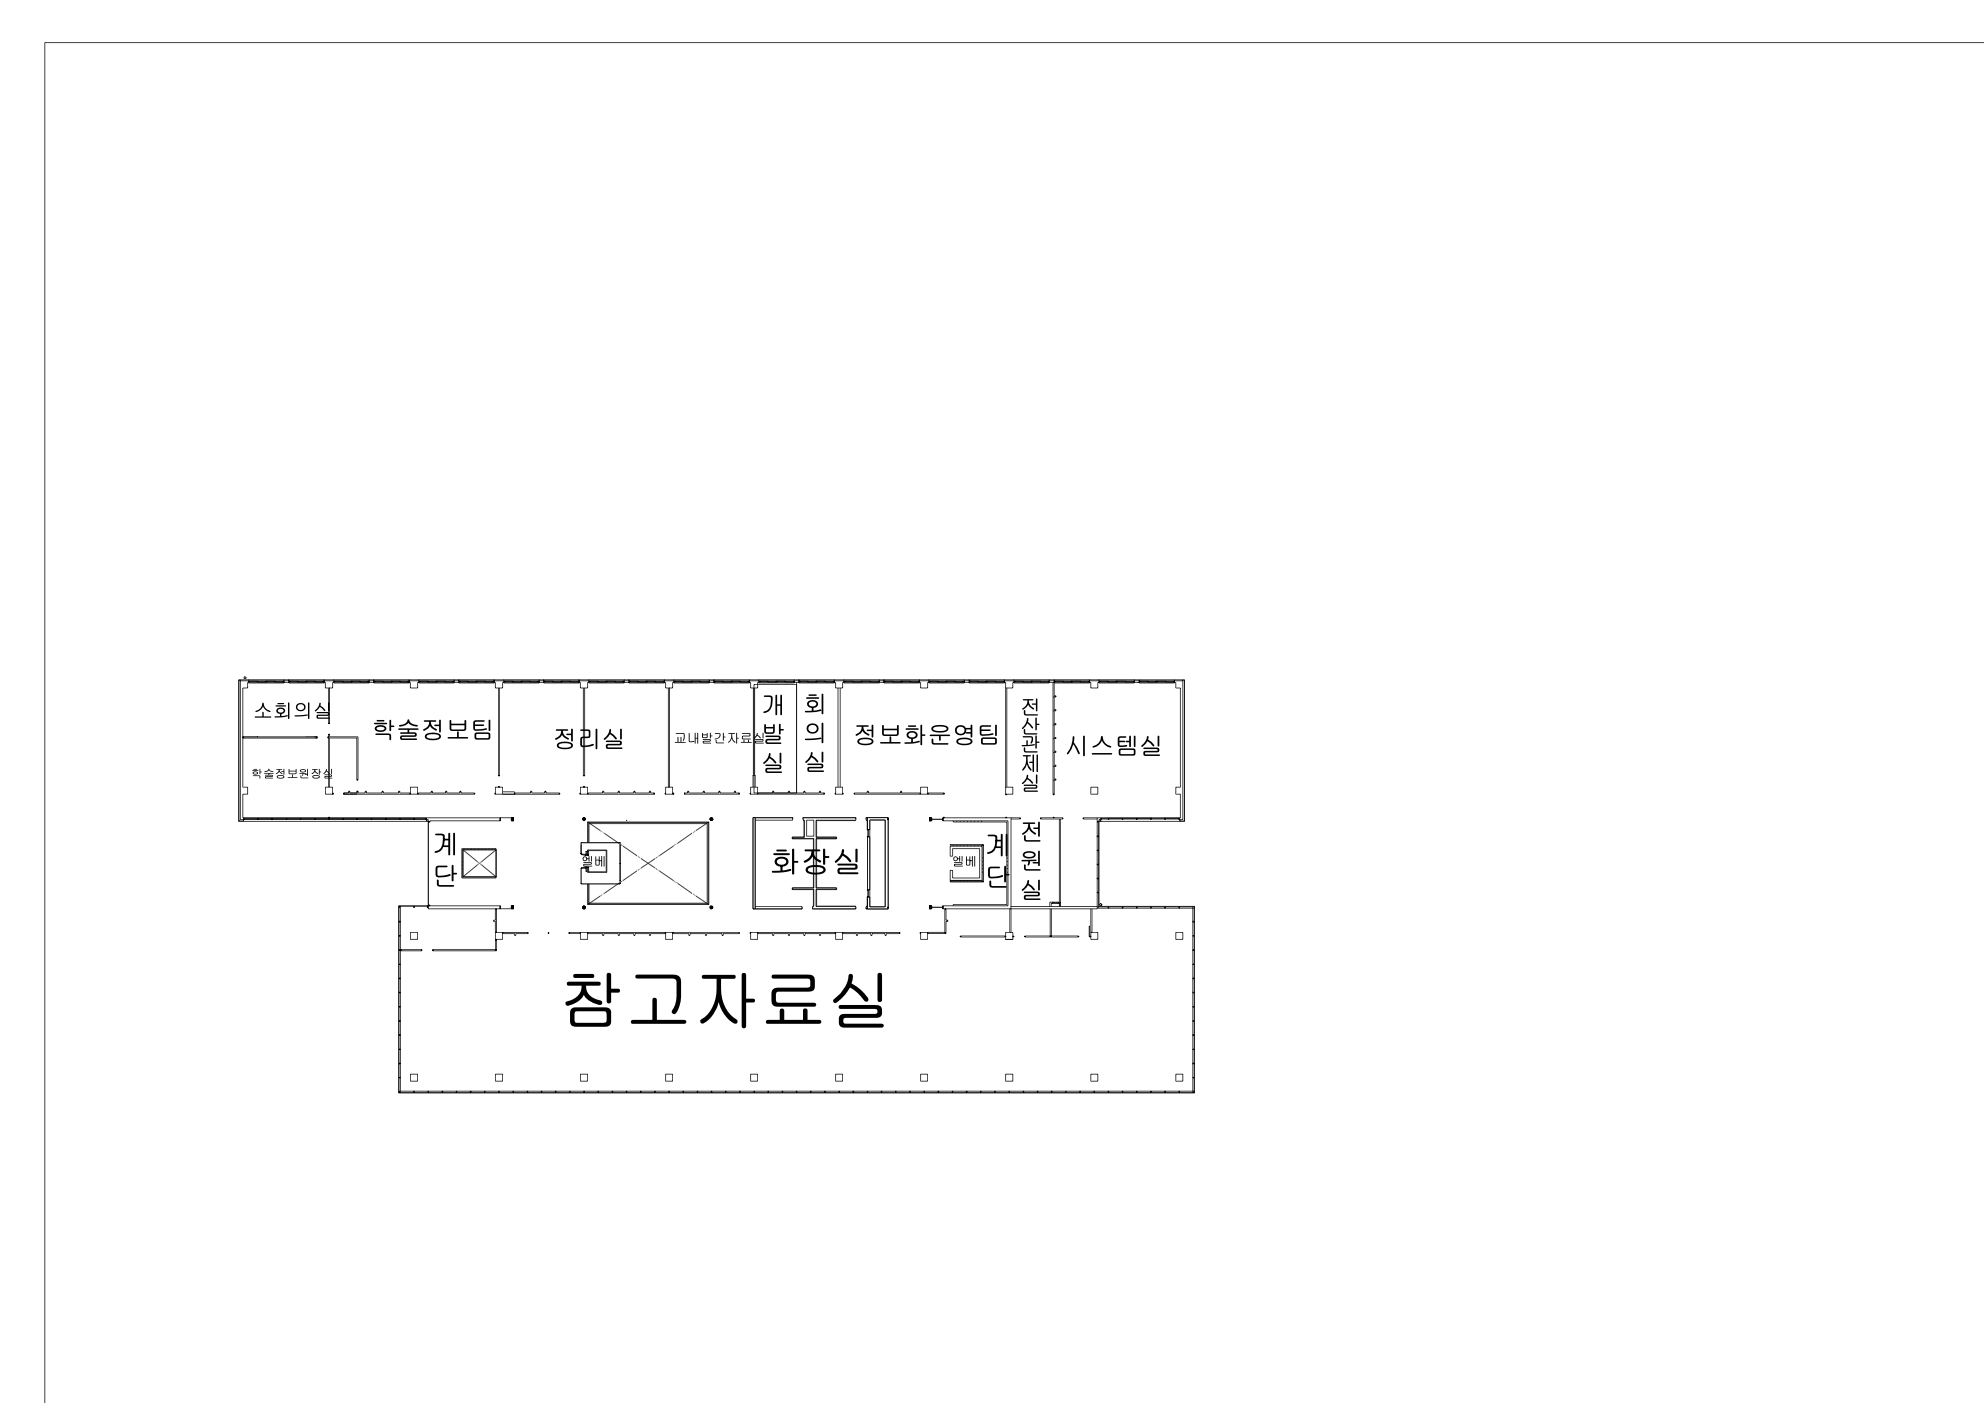 소회의실
학술정보원장실
학술정보팀
정리실
교내발간자료실
개발실
회의실
정보화운영팀
전산관제실
시스템실
계단
엘베
화장실
엘베
계단
전원실
참고자료실